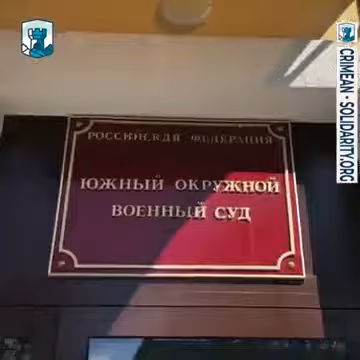 РОССИЙСКАЯ ФЕДЕРАЦИЯ
ЮЖНЫЙ ОКРУЖНОЙ
ВОЕННЫЙ СУД
CRIMEAN-SOLIDARITY.ORG